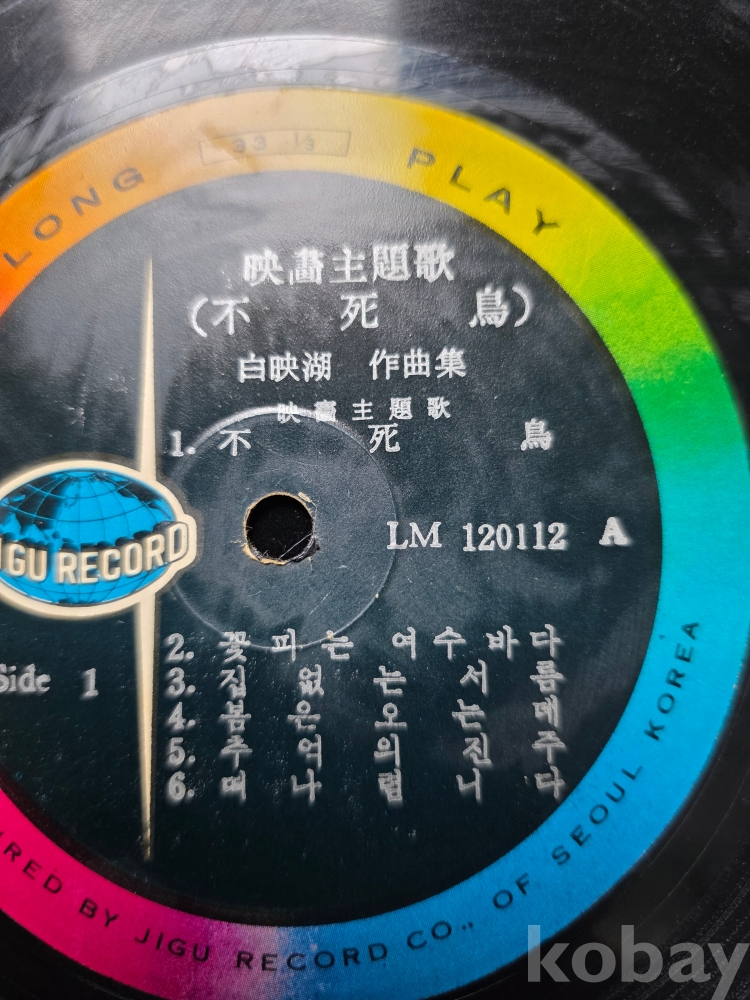 LONG PLAY
33 1/3
映畵主題歌
(不 死 鳥)
白映湖 作曲集
映畵主題歌
1. 不 死 鳥
LM 120112 A
IGU RECORD
Side 1
2. 꽃 피 는 여 수 바 다
3. 집 없 는 서 름
4. 봄 은 오 는 데
5. 추 억 의 진 주
6. 떠 나 렵 니 다
RED BY JIGU RECORD CO., OF SEOUL KOREA
kobay